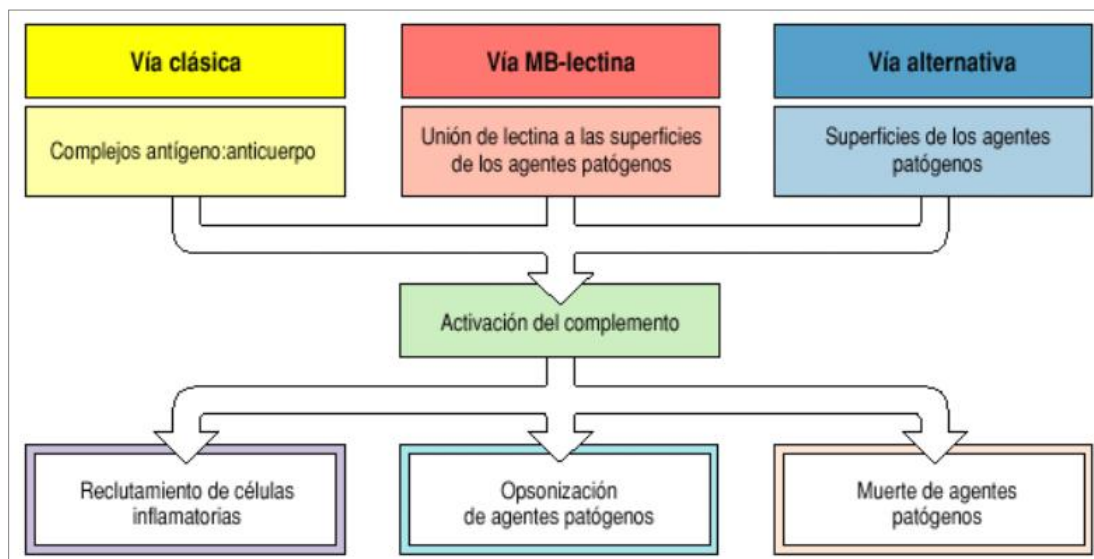 Vía clásica
Vía MB-lectina
Vía alternativa
Complejos antígeno:anticuerpo
Unión de lectina a las superficies
de los agentes patógenos
Superficies de los agentes
patógenos
Activación del complemento
Reclutamiento de células
inflamatorias
Opsonización
de agentes patógenos
Muerte de agentes
patógenos